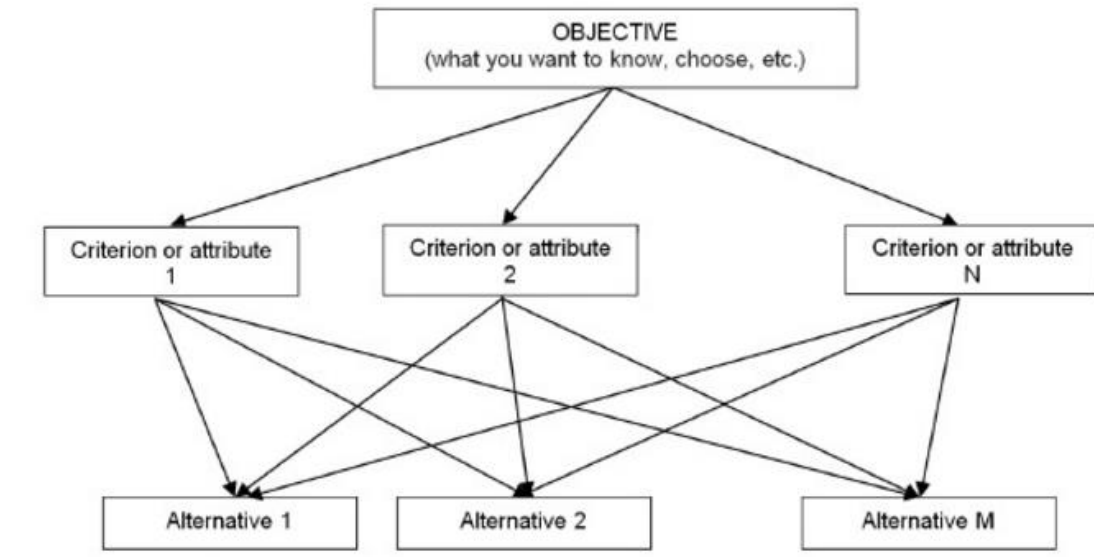 OBJECTIVE
(what you want to know, choose, etc.)
Criterion or attribute
1
Criterion or attribute
2
Criterion or attribute
N
Alternative 1
Alternative 2
Alternative M